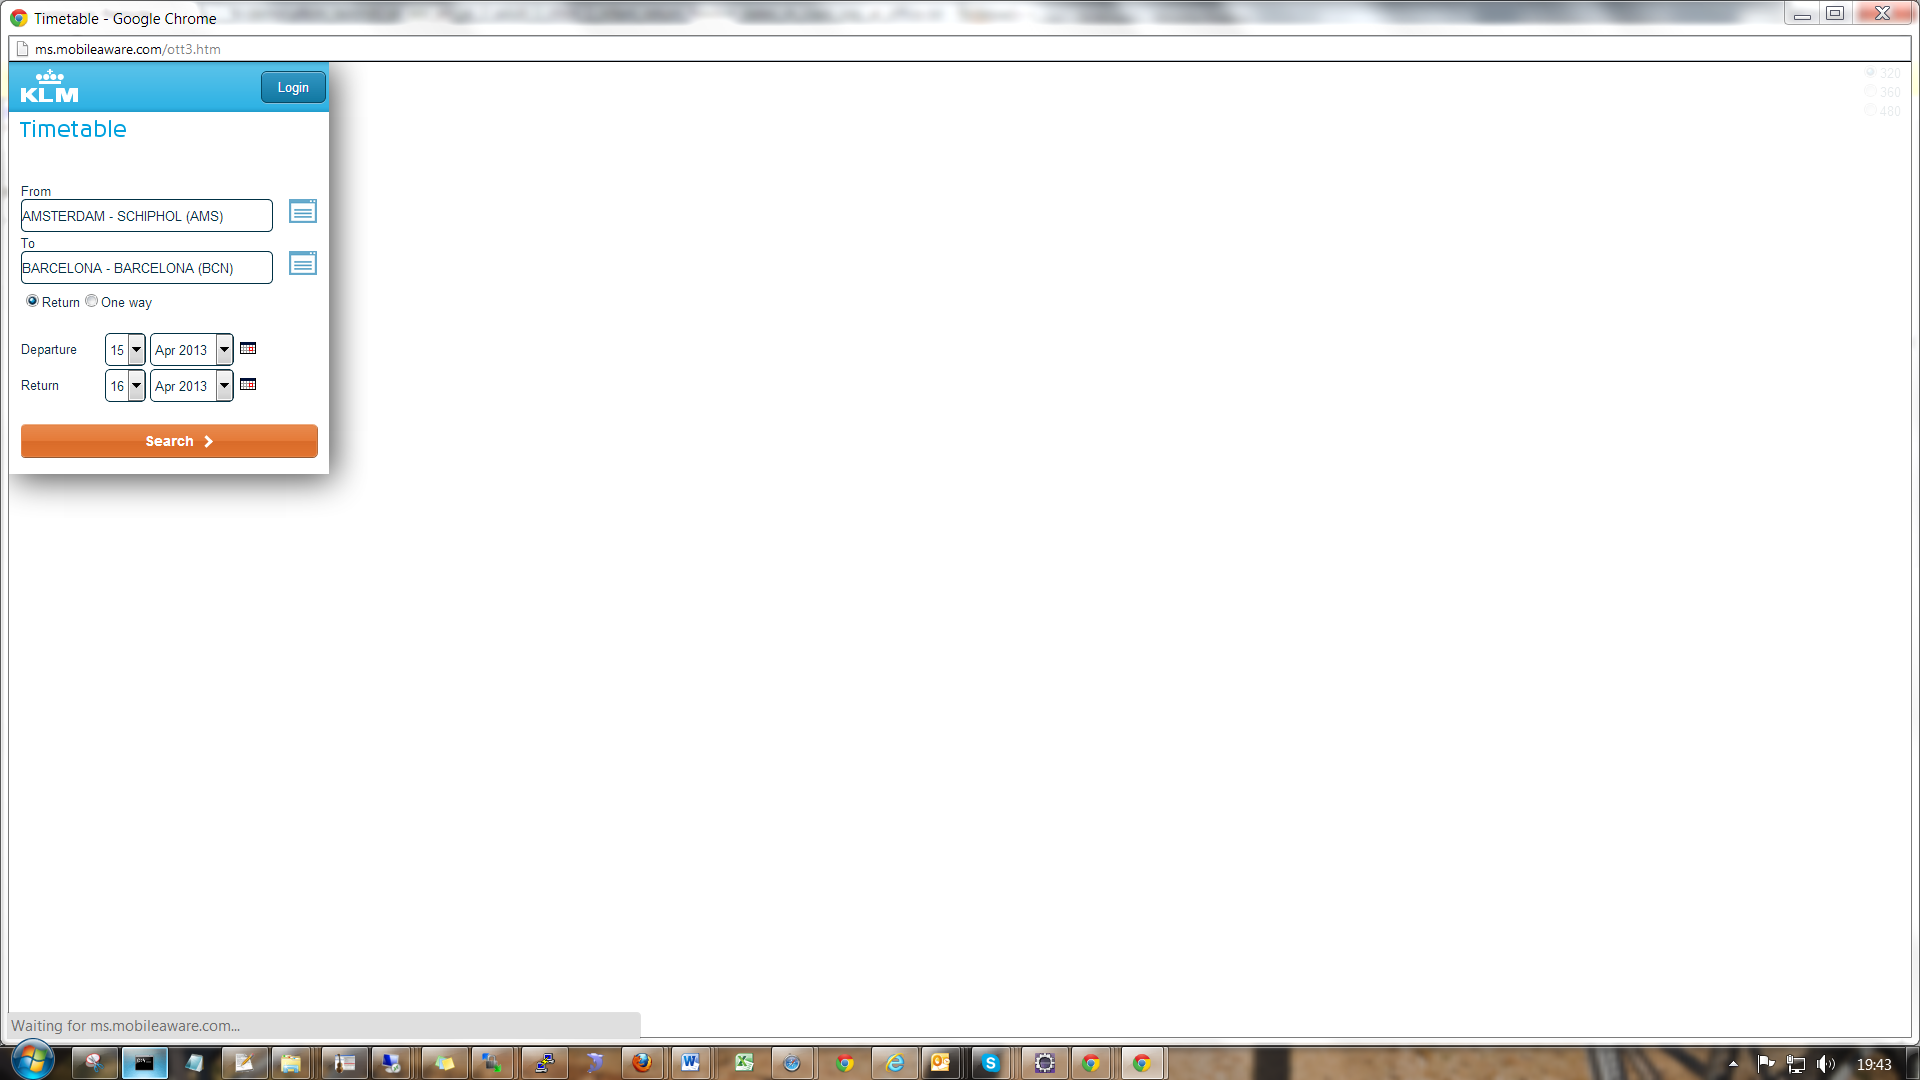 Timetable - Google Chrome
ms.mobileaware.com/ott3.htm
KLM
Login
320
360
480
Timetable
From
AMSTERDAM - SCHIPHOL (AMS)
To
BARCELONA - BARCELONA (BCN)
Return One way
Departure 15 Apr 2013
Return 16 Apr 2013
Search
Waiting for ms.mobileaware.com...
19:43